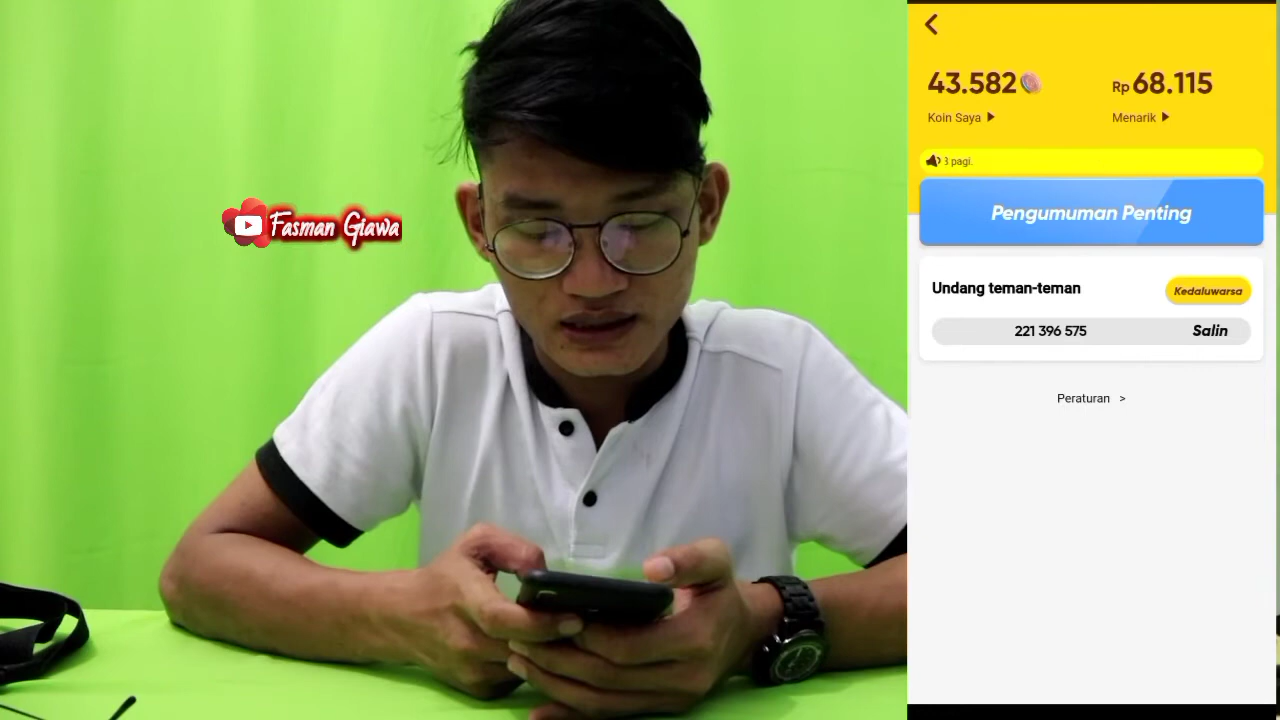 Fasman Giawa
43.582
Rp 68.115
Koin Saya
Menarik
3 pagi.
Pengumuman Penting
Undang teman-teman
Kedaluwarsa
221 396 575
Salin
Peraturan >